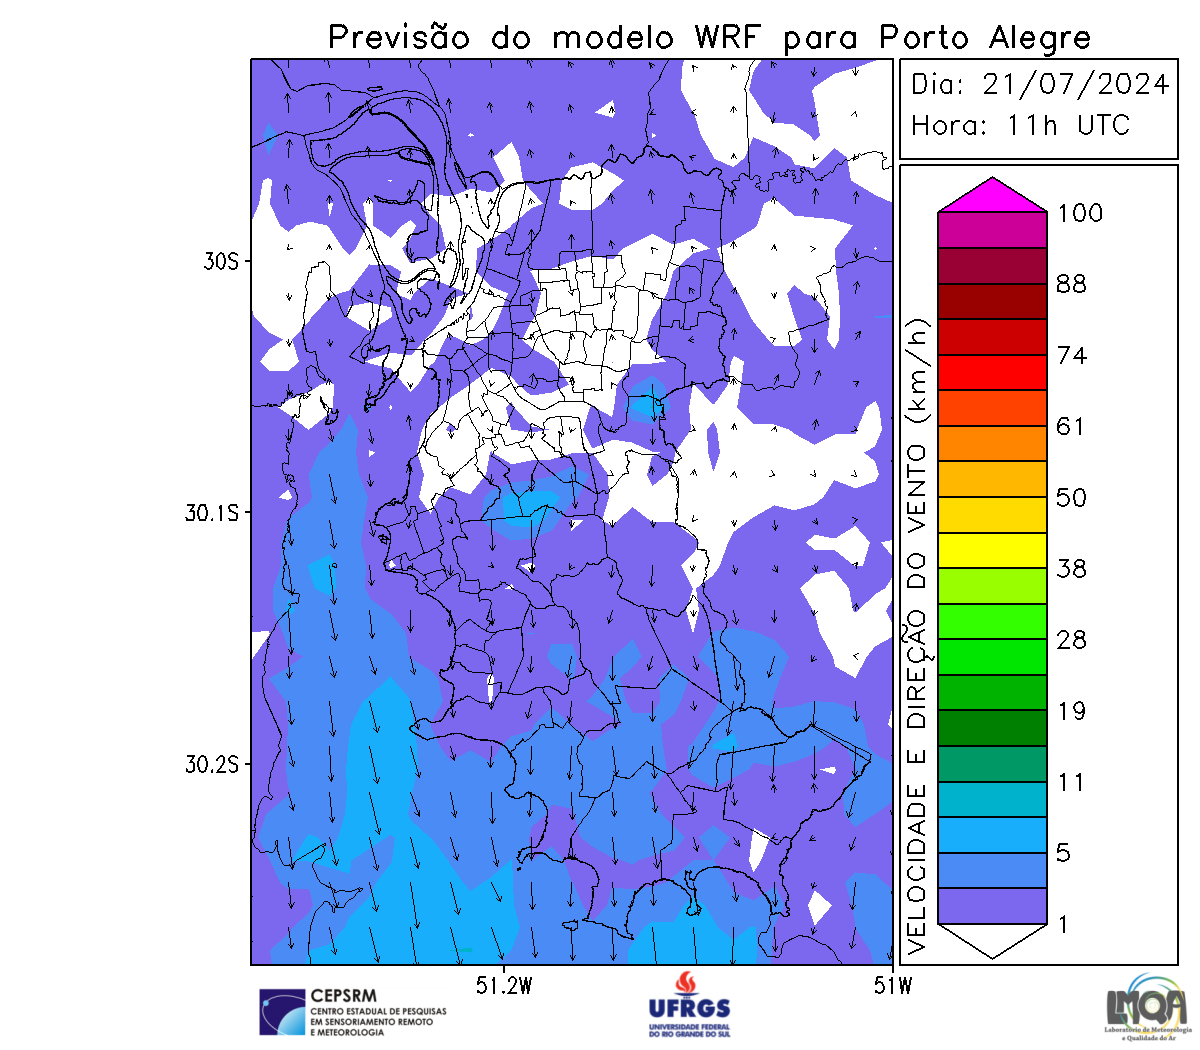 Previsão do modelo WRF para Porto Alegre
Dia: 21/07/2024
Hora: 11h UTC
30S
30.1S
30.2S
51.2W
51W
VELOCIDADE E DIREÇÃO DO VENTO (km/h)
100
88
74
61
50
38
28
19
11
5
1
CEPSRM
CENTRO ESTADUAL DE PESQUISAS
EM SENSORIAMENTO REMOTO
E METEOROLOGIA
UFRGS
UNIVERSIDADE FEDERAL
DO RIO GRANDE DO SUL
LMQA
Laboratório de Meteorologia
e Qualidade do Ar